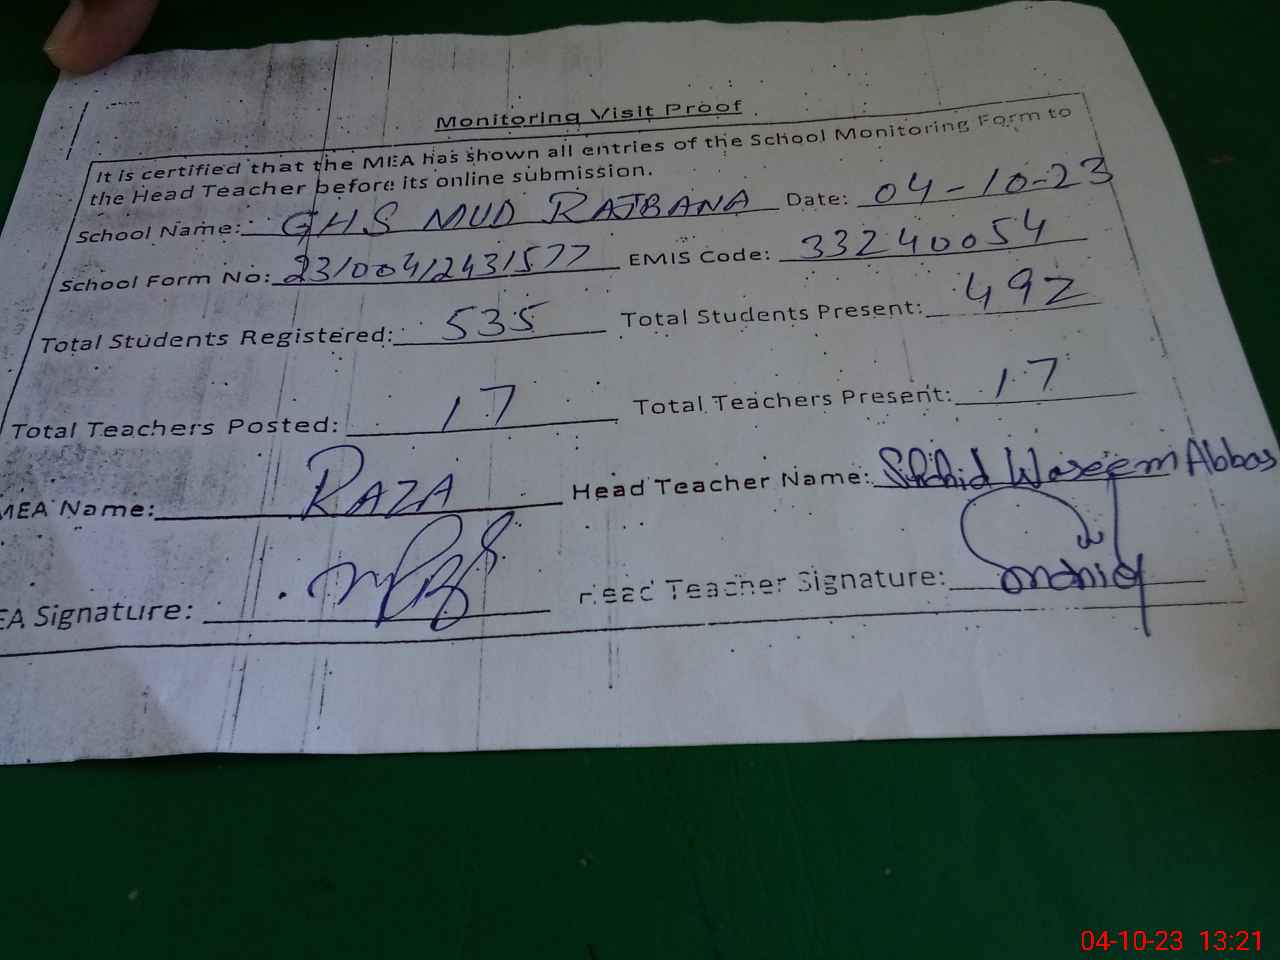 Monitoring Visit Proof
It is certified that the MEA has shown all entries of the School Monitoring Form to
the Head Teacher before its online submission.
School Name: GHS MUD RAJBANA Date: 04-10-23
School Form No: 23100412431577 EMIS Code: 33240054
Total Students Registered: 535 Total Students Present: 492
Total Teachers Posted: 17 Total Teachers Present: 17
MEA Name: RAZA Head Teacher Name: Shahid Waseem Abbas
EA Signature: Head Teacher Signature:
04-10-23 13:21